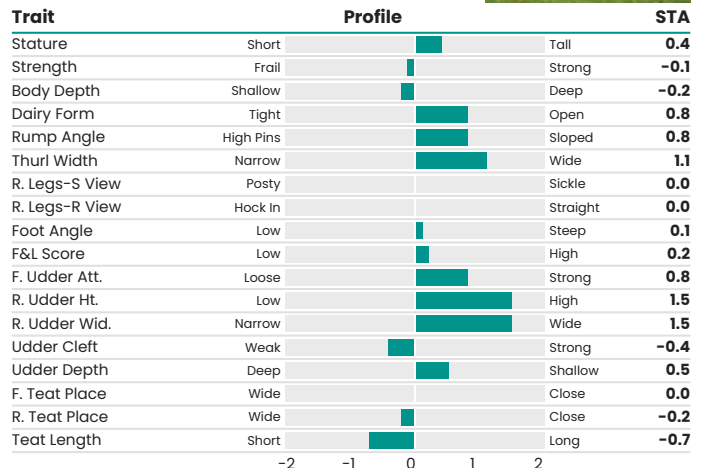 Trait Profile STA
Stature Short Tall 0.4
Strength Frail Strong -0.1
Body Depth Shallow Deep -0.2
Dairy Form Tight Open 0.8
Rump Angle High Pins Sloped 0.8
Thurl Width Narrow Wide 1.1
R. Legs-S View Posty Sickle 0.0
R. Legs-R View Hock In Straight 0.0
Foot Angle Low Steep 0.1
F&L Score Low High 0.2
F. Udder Att. Loose Strong 0.8
R. Udder Ht. Low High 1.5
R. Udder Wid. Narrow Wide 1.5
Udder Cleft Weak Strong -0.4
Udder Depth Deep Shallow 0.5
F. Teat Place Wide Close 0.0
R. Teat Place Wide Close -0.2
Teat Length Short Long -0.7
-2 -1 0 1 2